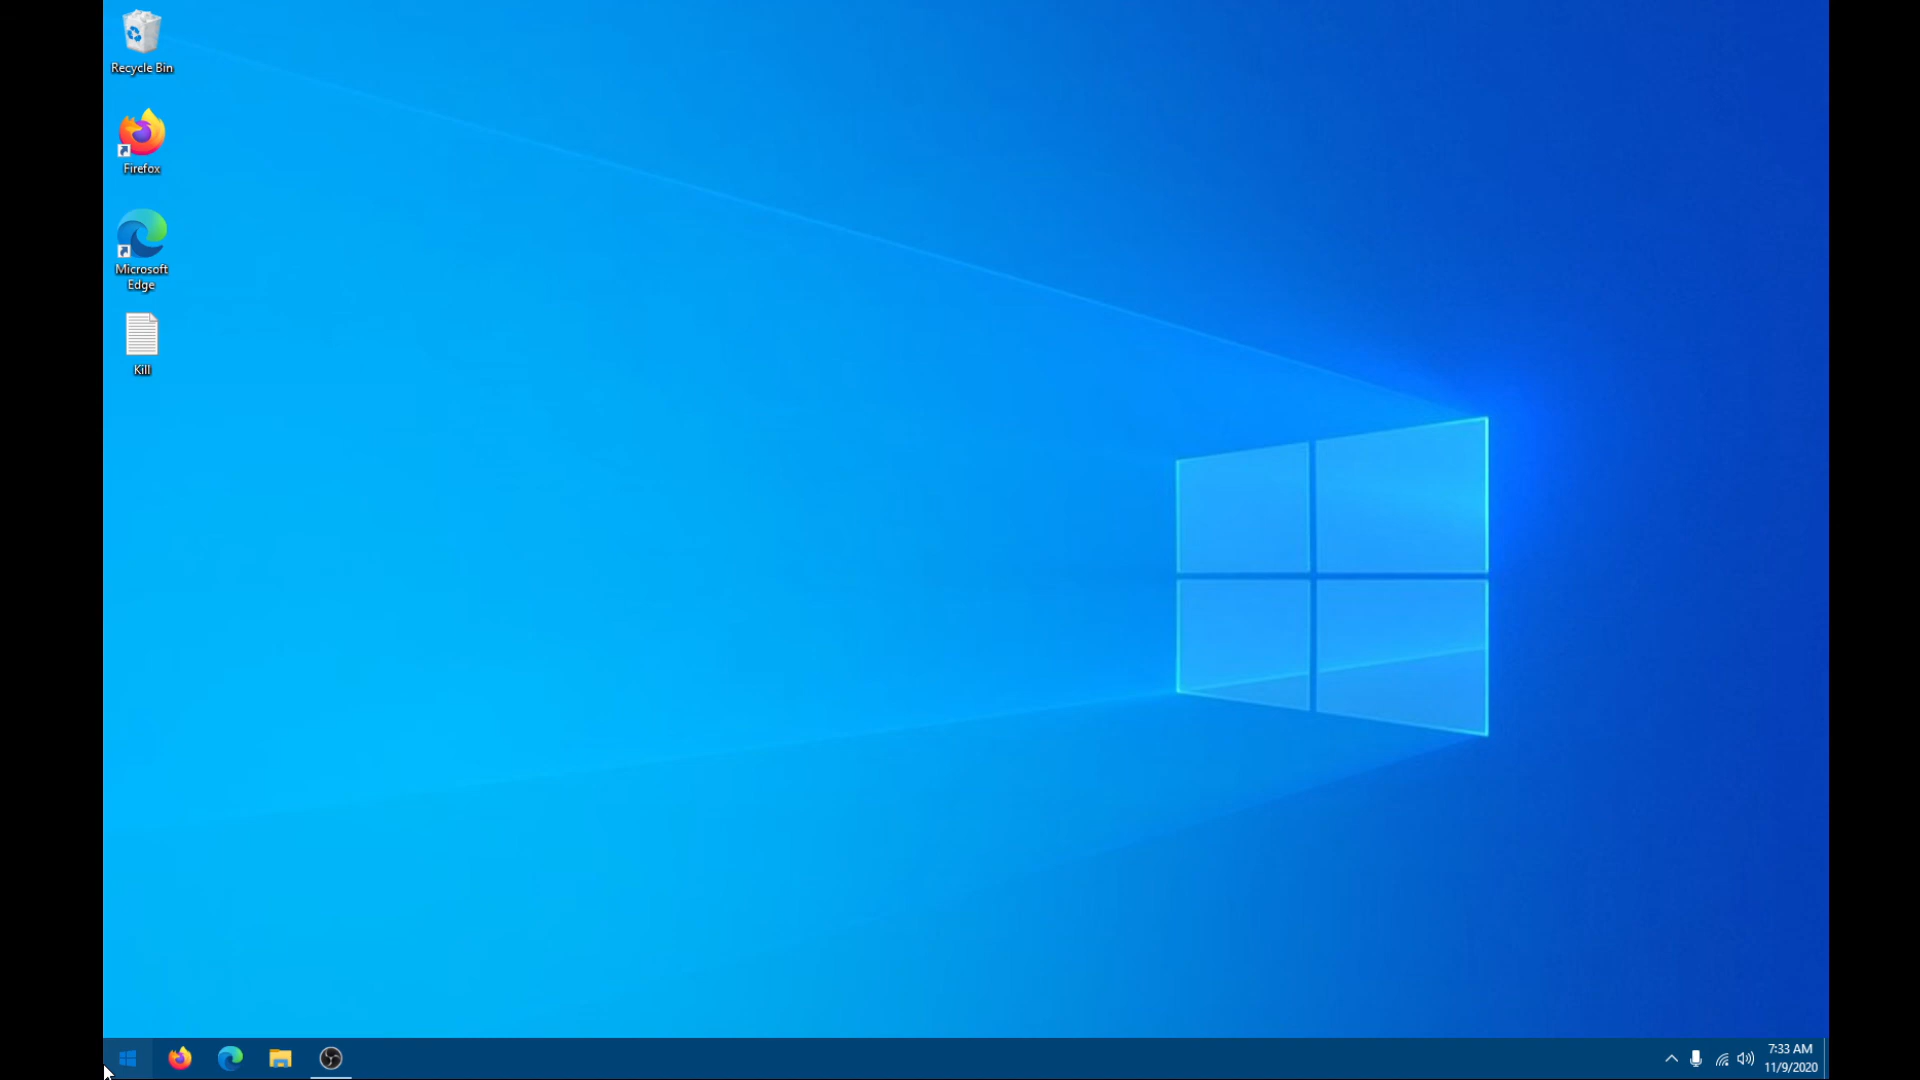 Recycle Bin
Firefox
Microsoft
Edge
Kill
7:33 AM
11/9/2020